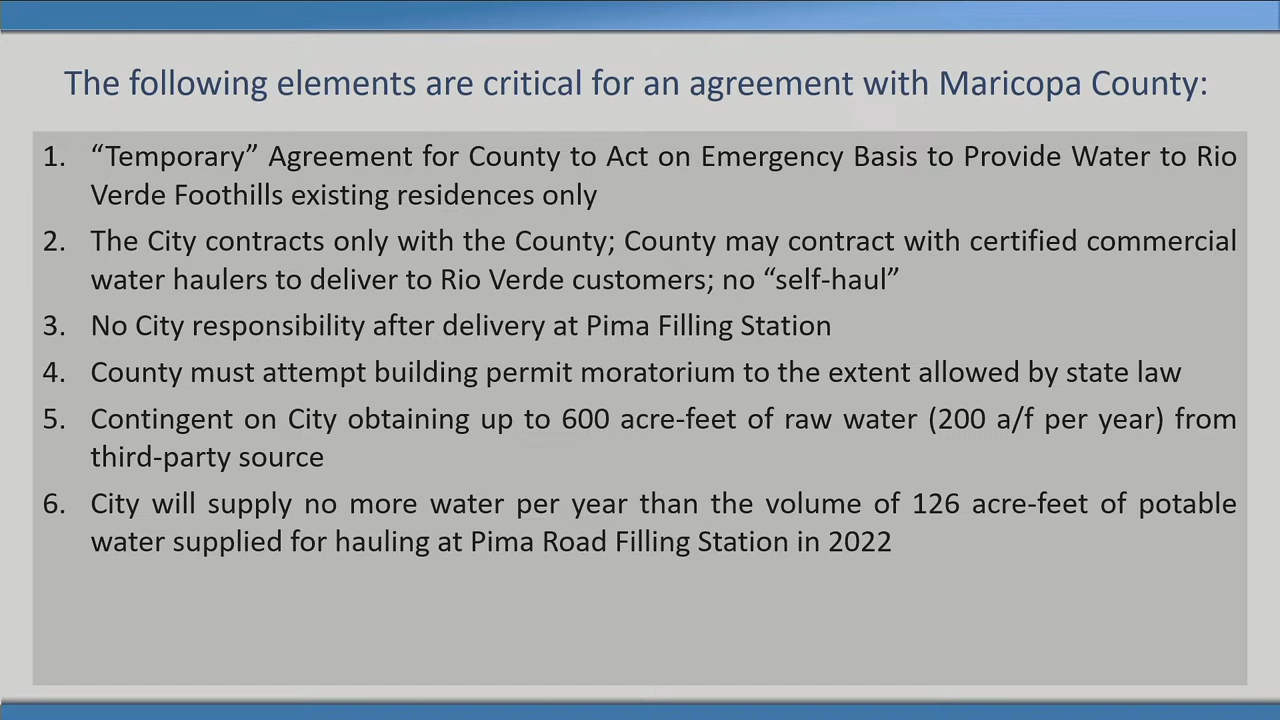 The following elements are critical for an agreement with Maricopa County:
1. “Temporary” Agreement for County to Act on Emergency Basis to Provide Water to Rio
Verde Foothills existing residences only
2. The City contracts only with the County; County may contract with certified commercial
water haulers to deliver to Rio Verde customers; no “self-haul”
3. No City responsibility after delivery at Pima Filling Station
4. County must attempt building permit moratorium to the extent allowed by state law
5. Contingent on City obtaining up to 600 acre-feet of raw water (200 a/f per year) from
third-party source
6. City will supply no more water per year than the volume of 126 acre-feet of potable
water supplied for hauling at Pima Road Filling Station in 2022